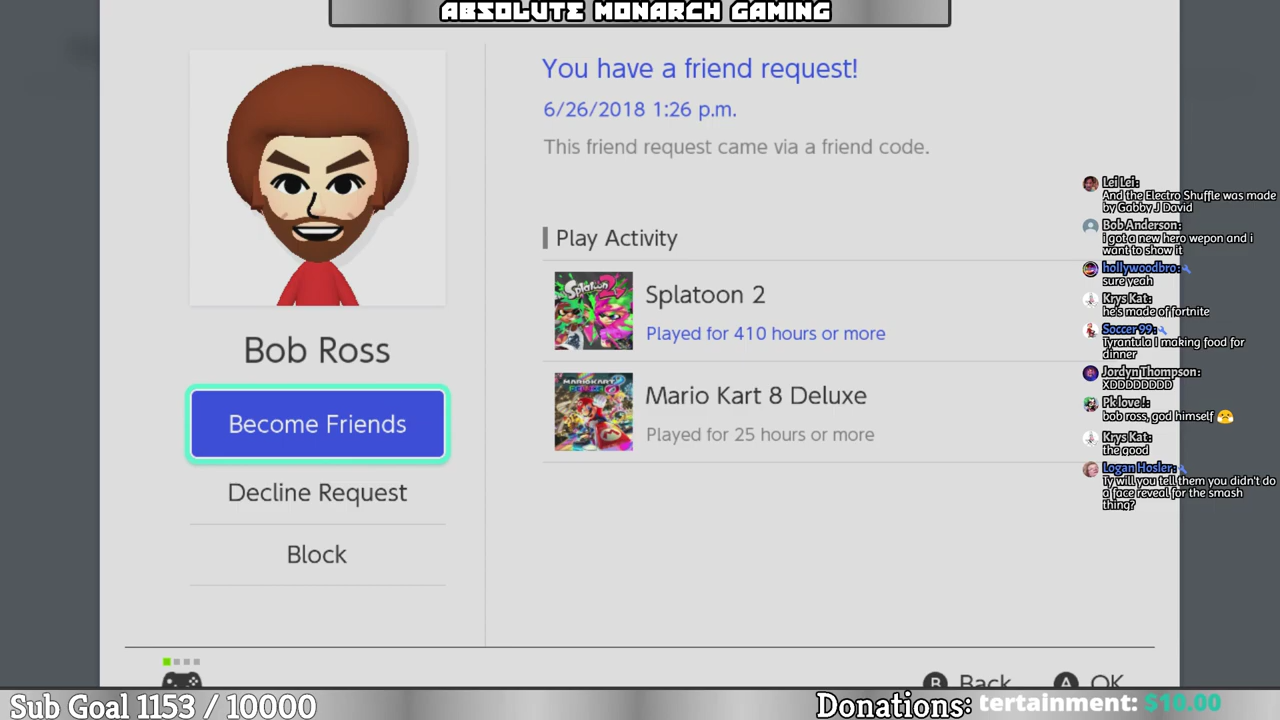 ABSOLUTE MONARCH GAMING
You have a friend request!
6/26/2018 1:26 p.m.
This friend request came via a friend code.
Bob Ross
Become Friends
Decline Request
Block
Play Activity
Splatoon 2
Splatoon 2
Played for 410 hours or more
MARIOKART
Mario Kart 8 Deluxe
Played for 25 hours or more
Lei Lei:
And the Electro Shuffle was made
by Gabby J David
Bob Anderson:
i got a new hero wepon and i
want to show it
hollywoodbro:
sure yeah
Krys Kat:
he's made of fortnite
Soccer 99:
Tyrantula I making food for
dinner
Jordyn Thompson:
XDDDDDDDD
Pk love!:
bob ross, god himself 😤
Krys Kat:
the good
Logan Hosler:
Ty will you tell them you didn't do
a face reveal for the smash
thing?
B Back A OK
Sub Goal 1153 / 10000
Donations: tertainment: $10.00